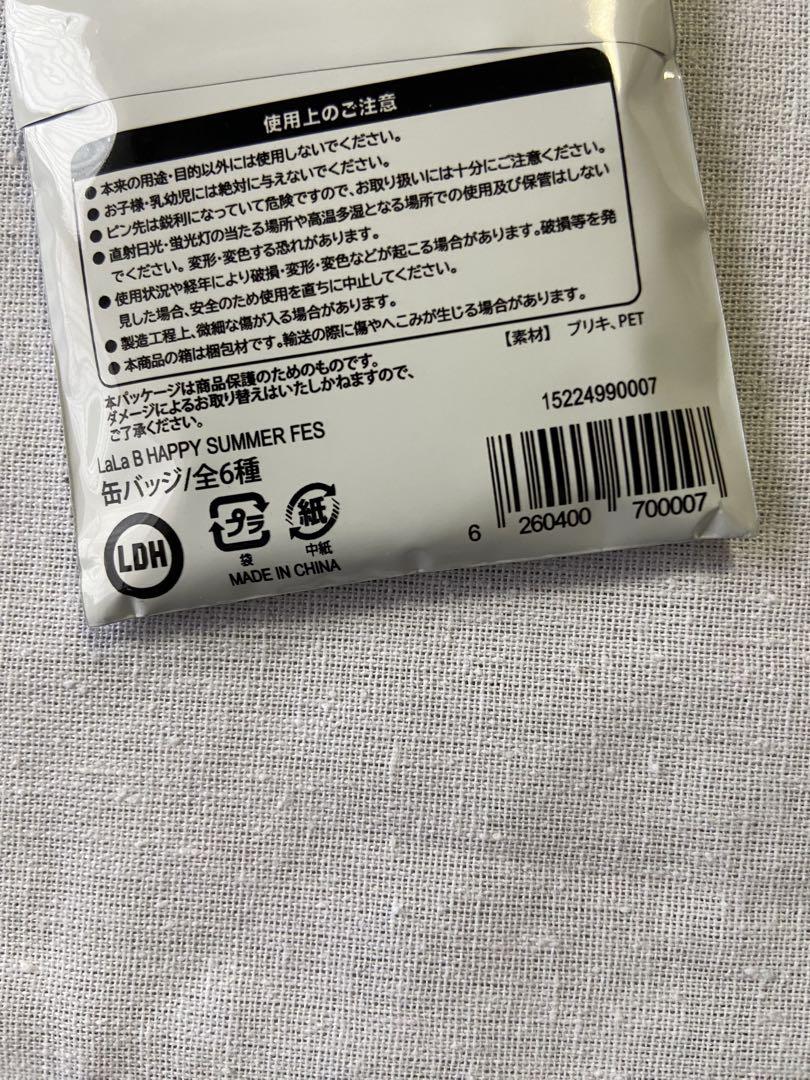 使用上のご注意
● 本来の用途・目的以外には使用しないでください。
● お子様・乳幼児には絶対に与えないでください。
● ピン先は鋭利になっていて危険ですので、お取り扱いには十分にご注意ください。
● 直射日光・蛍光灯の当たる場所や高温多湿となる場所での使用及び保管はしない
でください。変形・変色する恐れがあります。
● 使用状況や経年により破損・変形・変色などが起こる場合があります。破損等を発
見した場合、安全のため使用を直ちに中止してください。
● 製造工程上、微細な傷が入る場合があります。
● 本商品の箱は梱包材です。輸送の際に傷やへこみが生じる場合があります。
【素材】 ブリキ、PET
本パッケージは商品保護のためのものです。
ダメージによるお取り替えはいたしかねますので、
ご了承ください。
LaLa B HAPPY SUMMER FES
缶バッジ/全6種
15224990007
6 260400 700007
LDH
プラ
袋
紙
中紙
MADE IN CHINA